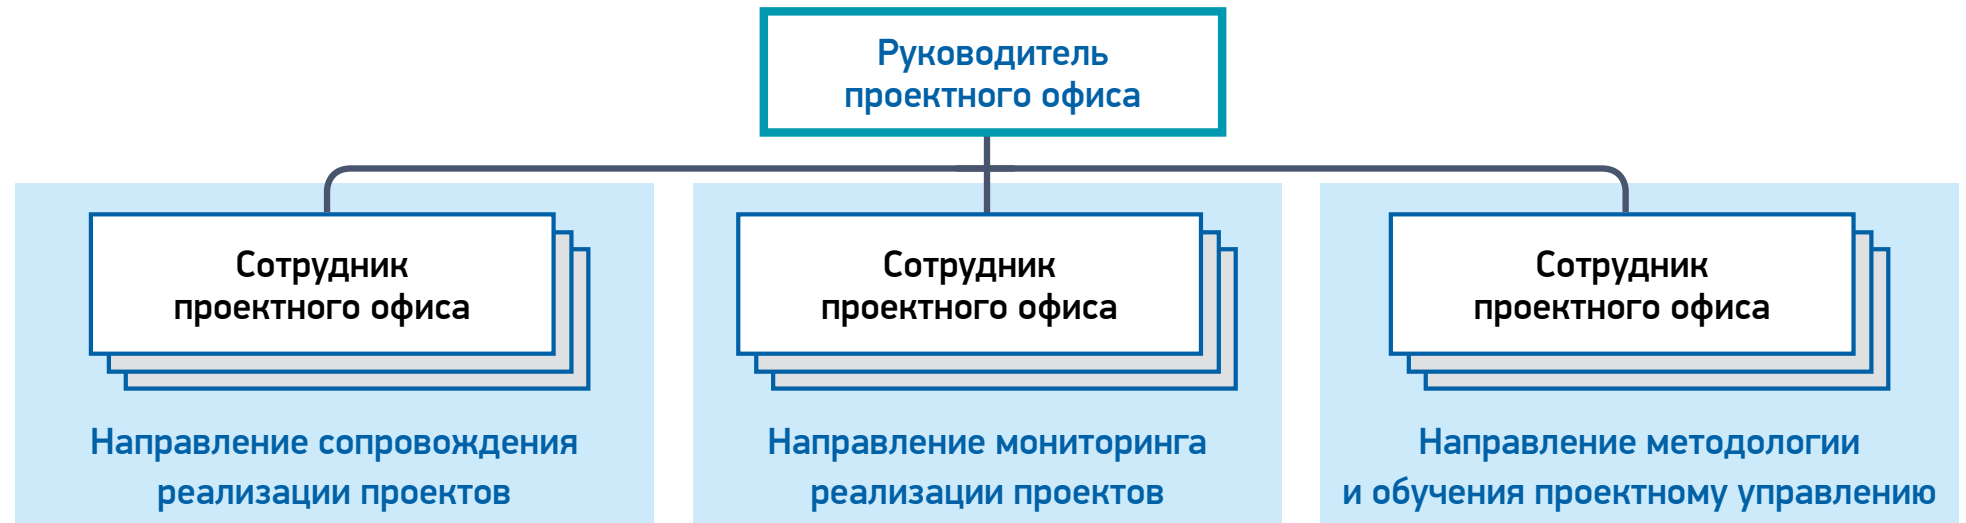 Руководитель
проектного офиса
Сотрудник
проектного офиса
Направление сопровождения
реализации проектов
Сотрудник
проектного офиса
Направление мониторинга
реализации проектов
Сотрудник
проектного офиса
Направление методологии
и обучения проектному управлению